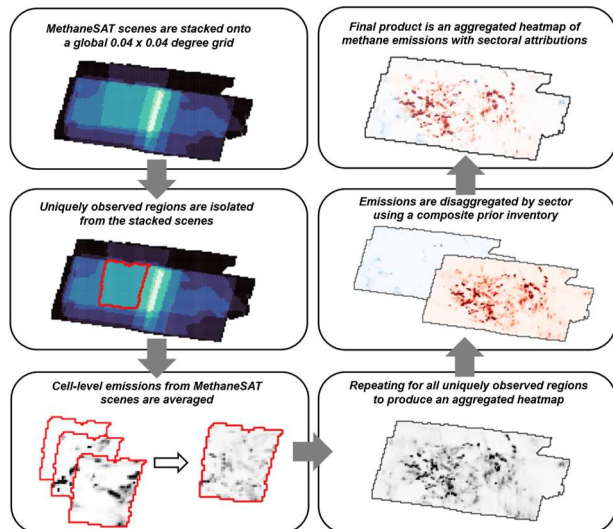 MethaneSAT scenes are stacked onto
a global 0.04 x 0.04 degree grid
Uniquely observed regions are isolated
from the stacked scenes
Cell-level emissions from MethaneSAT
scenes are averaged
Repeating for all uniquely observed regions
to produce an aggregated heatmap
Emissions are disaggregated by sector
using a composite prior inventory
Final product is an aggregated heatmap of
methane emissions with sectoral attributions